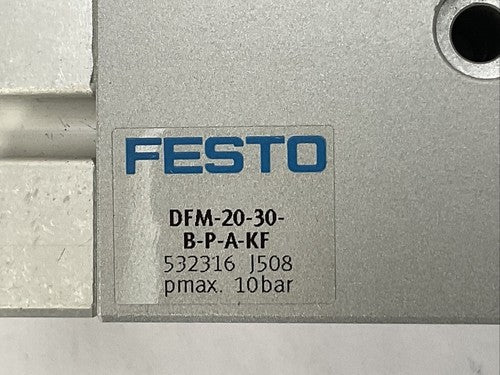 FESTO
DFM-20-30-
B-P-A-KF
532316 J508
pmax. 10bar